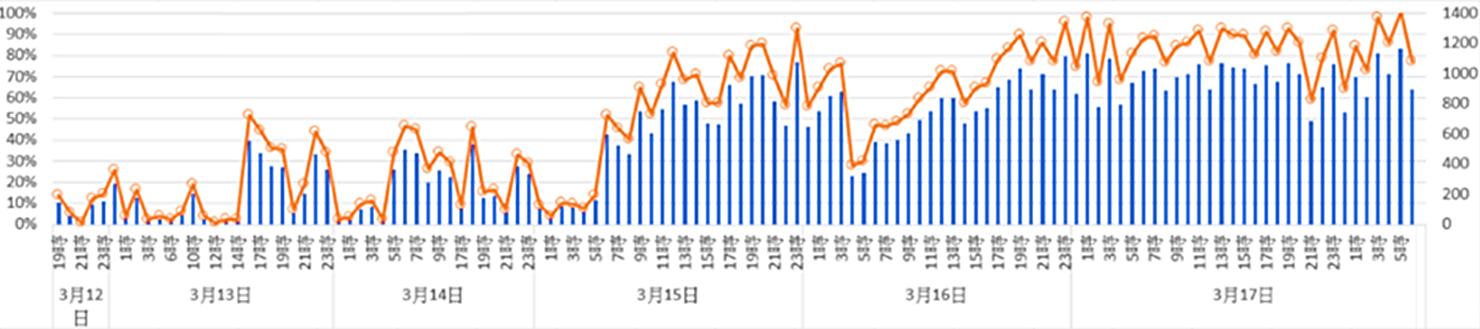 100%
90%
80%
70%
60%
50%
40%
30%
20%
10%
0%
1400
1200
1000
800
600
400
200
0
19時
21時
23時
1時
3時
6時
10時
12時
14時
17時
19時
21時
23時
1時
3時
5時
7時
9時
17時
19時
21時
23時
1時
3時
5時
7時
9時
11時
13時
15時
17時
19時
21時
23時
1時
3時
5時
7時
9時
11時
13時
15時
17時
19時
21時
23時
1時
3時
5時
7時
9時
11時
13時
15時
17時
19時
21時
23時
1時
3時
5時
3月12
日
3月13日
3月14日
3月15日
3月16日
3月17日